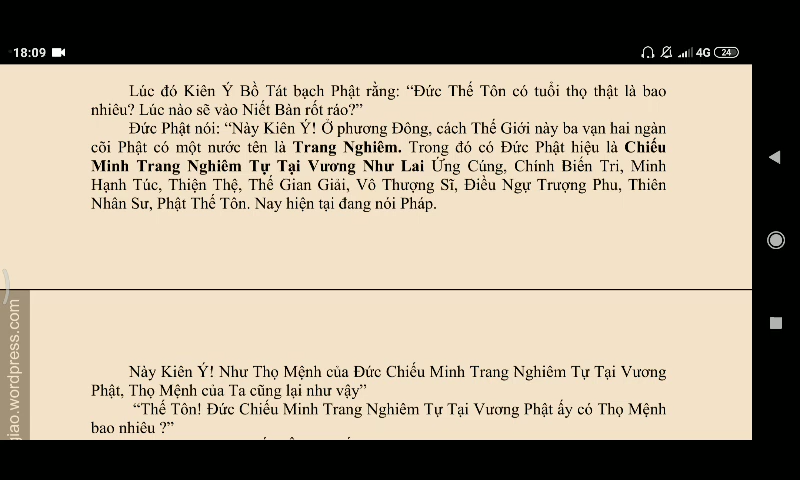 18:09
4G 24
Lúc đó Kiên Ý Bồ Tát bạch Phật rằng: “Đức Thế Tôn có tuổi thọ thật là bao
nhiêu? Lúc nào sẽ vào Niết Bàn rốt ráo?”
Đức Phật nói: “Này Kiên Ý! Ở phương Đông, cách Thế Giới này ba vạn hai ngàn
cõi Phật có một nước tên là Trang Nghiêm. Trong đó có Đức Phật hiệu là Chiếu
Minh Trang Nghiêm Tự Tại Vương Như Lai Ứng Cúng, Chính Biến Tri, Minh
Hạnh Túc, Thiện Thệ, Thế Gian Giải, Vô Thượng Sĩ, Điều Ngự Trượng Phu, Thiên
Nhân Sư, Phật Thế Tôn. Nay hiện tại đang nói Pháp.
giao.wordpress.com
Này Kiên Ý! Như Thọ Mệnh của Đức Chiếu Minh Trang Nghiêm Tự Tại Vương
Phật, Thọ Mệnh của Ta cũng lại như vậy”
“Thế Tôn! Đức Chiếu Minh Trang Nghiêm Tự Tại Vương Phật ấy có Thọ Mệnh
bao nhiêu ?”